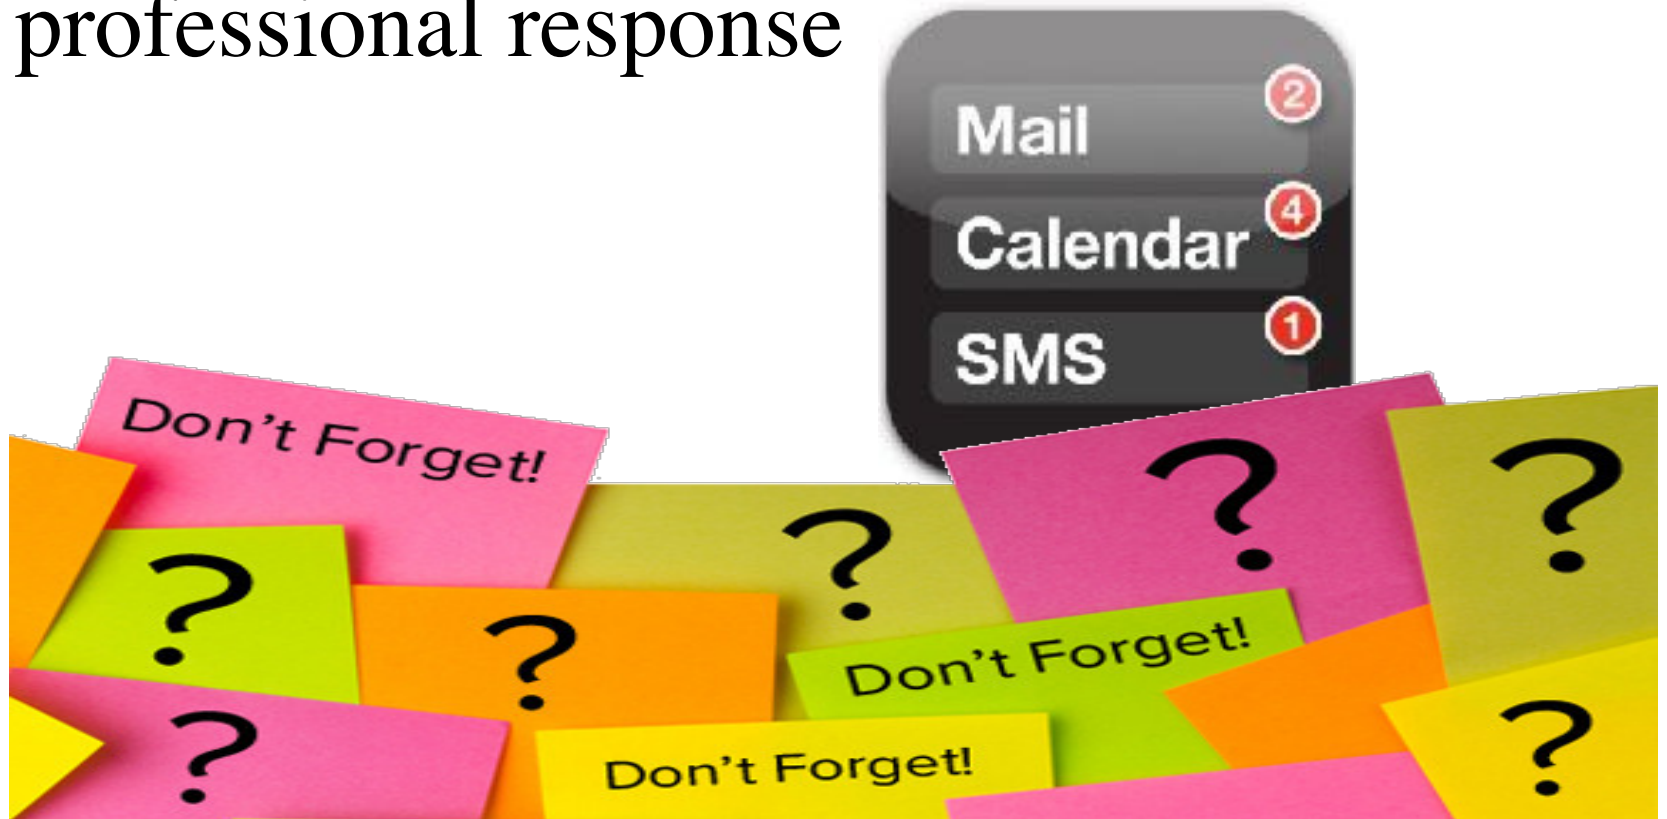 professional response
Mail 2
Calendar 4
SMS 1
Don't Forget!
?
?
?
?
?
Don't Forget!
?
Don't Forget!
?